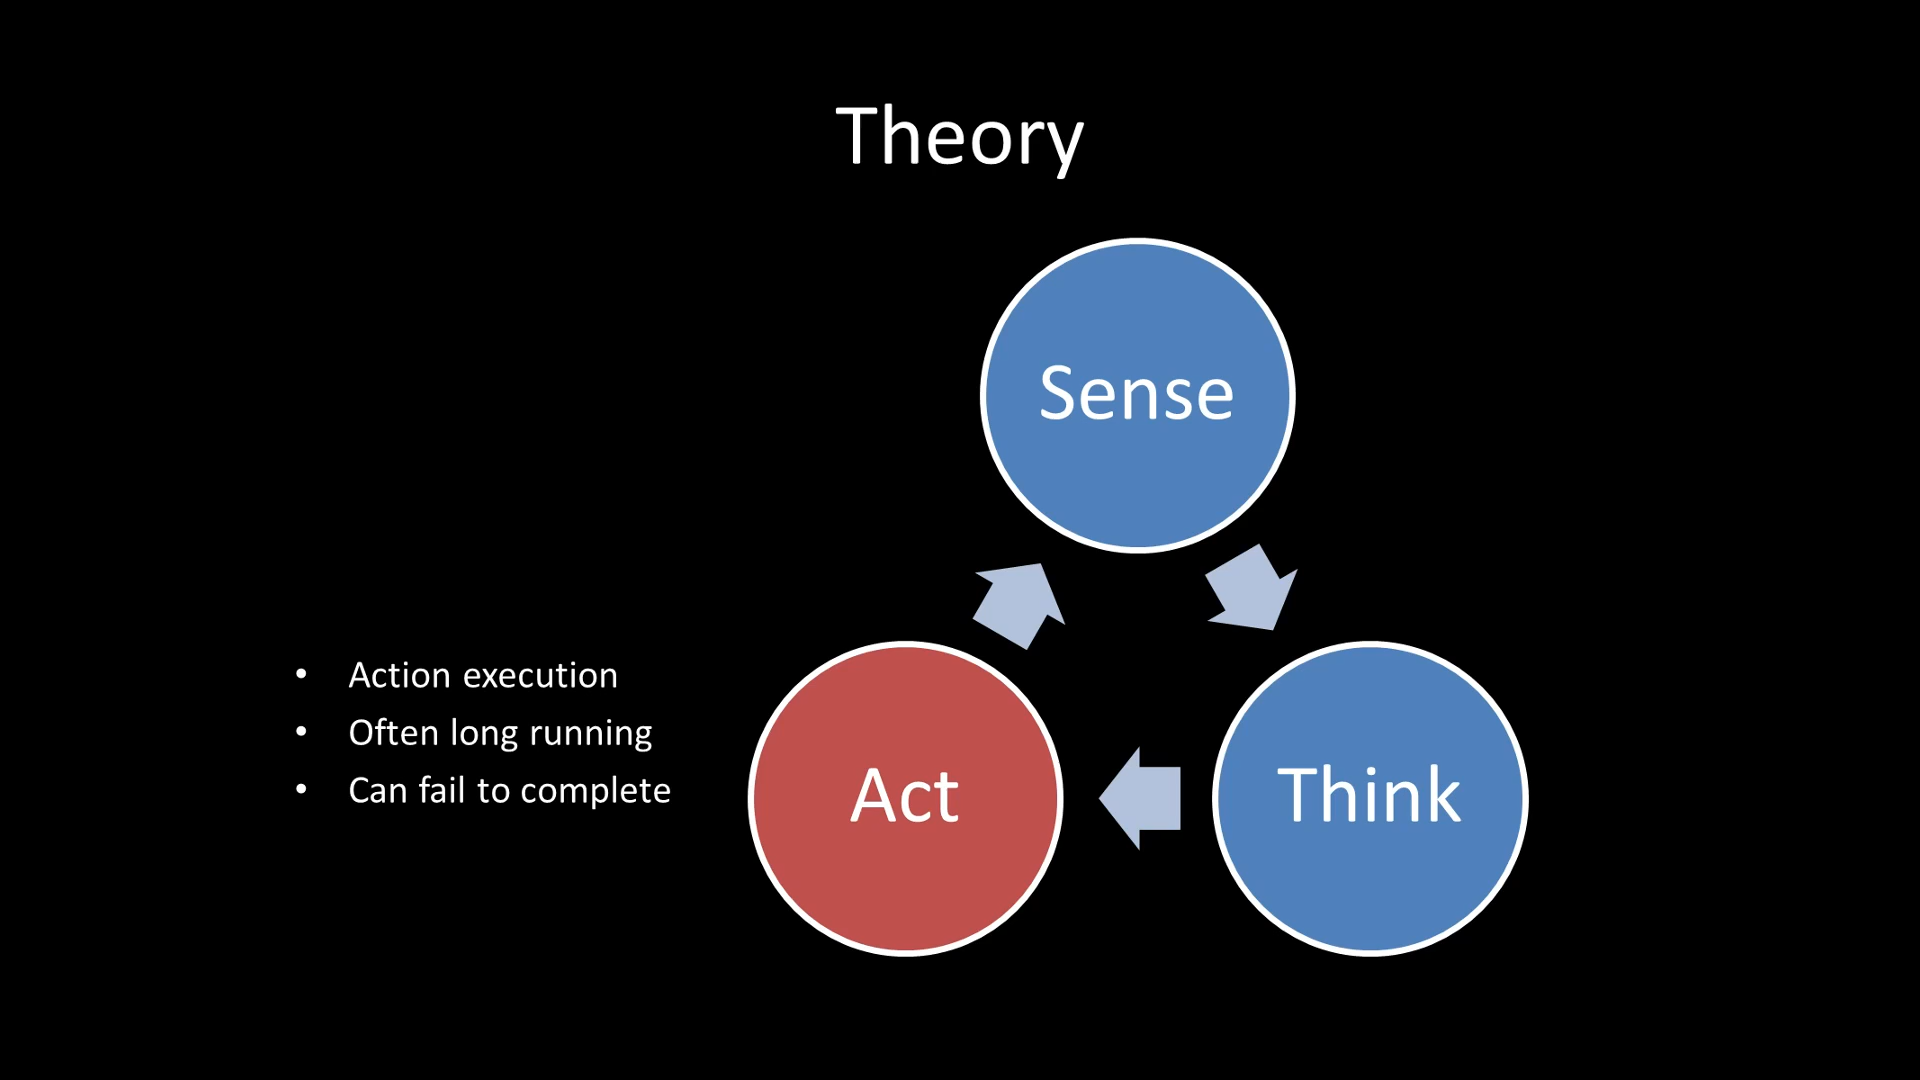 Theory
Sense
• Action execution
• Often long running
• Can fail to complete
Act
Think